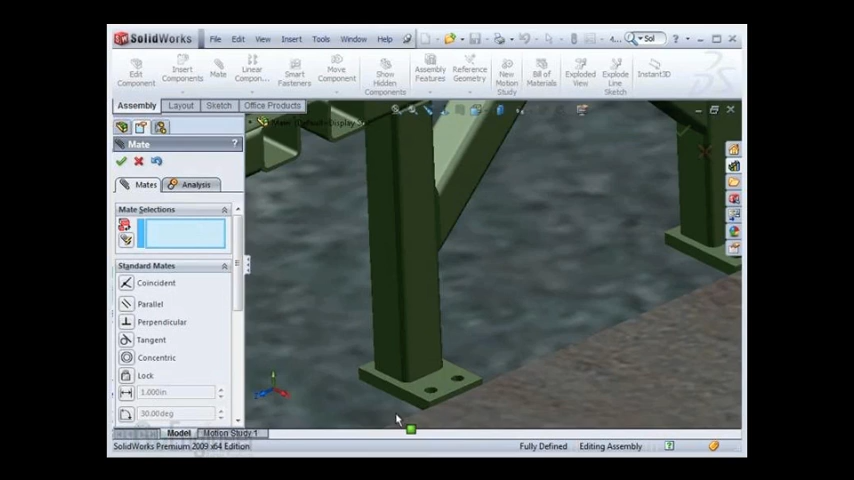 SolidWorks File Edit View Insert Tools Window Help 4... Sol
Edit Component Insert Components Mate Linear Compon... Smart Fasteners Move Component Show Hidden Components Assembly Features Reference Geometry New Motion Study Bill of Materials Exploded View Explode Line Sketch Instant3D
Assembly Layout Sketch Office Products
Mate ?
Mates Analysis
Mate Selections
Standard Mates
Coincident
Parallel
Perpendicular
Tangent
Concentric
Lock
1.000in
30.00deg
Model Motion Study 1
SolidWorks Premium 2009 x64 Edition Fully Defined Editing Assembly